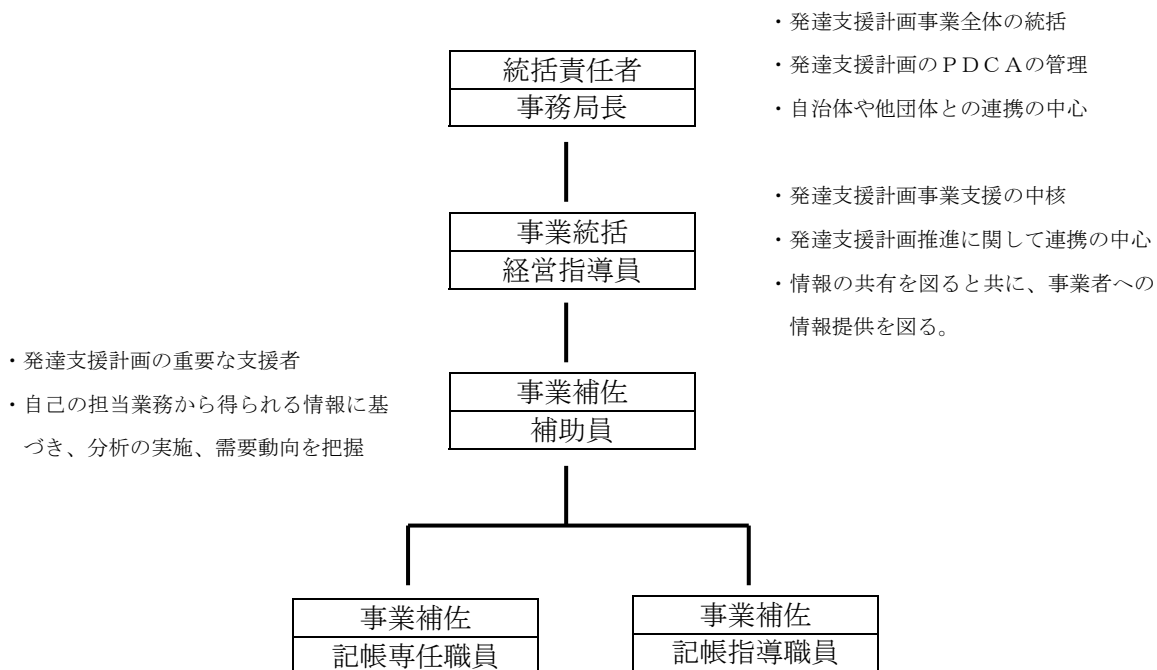 ・発達支援計画事業全体の統括
・発達支援計画のＰＤＣＡの管理
・自治体や他団体との連携の中心
統括責任者
事務局長
・発達支援計画事業支援の中核
・発達支援計画推進に関して連携の中心
・情報の共有を図ると共に、事業者への
情報提供を図る。
事業統括
経営指導員
・発達支援計画の重要な支援者
・自己の担当業務から得られる情報に基
づき、分析の実施、需要動向を把握
事業補佐
補助員
事業補佐
記帳専任職員
事業補佐
記帳指導職員